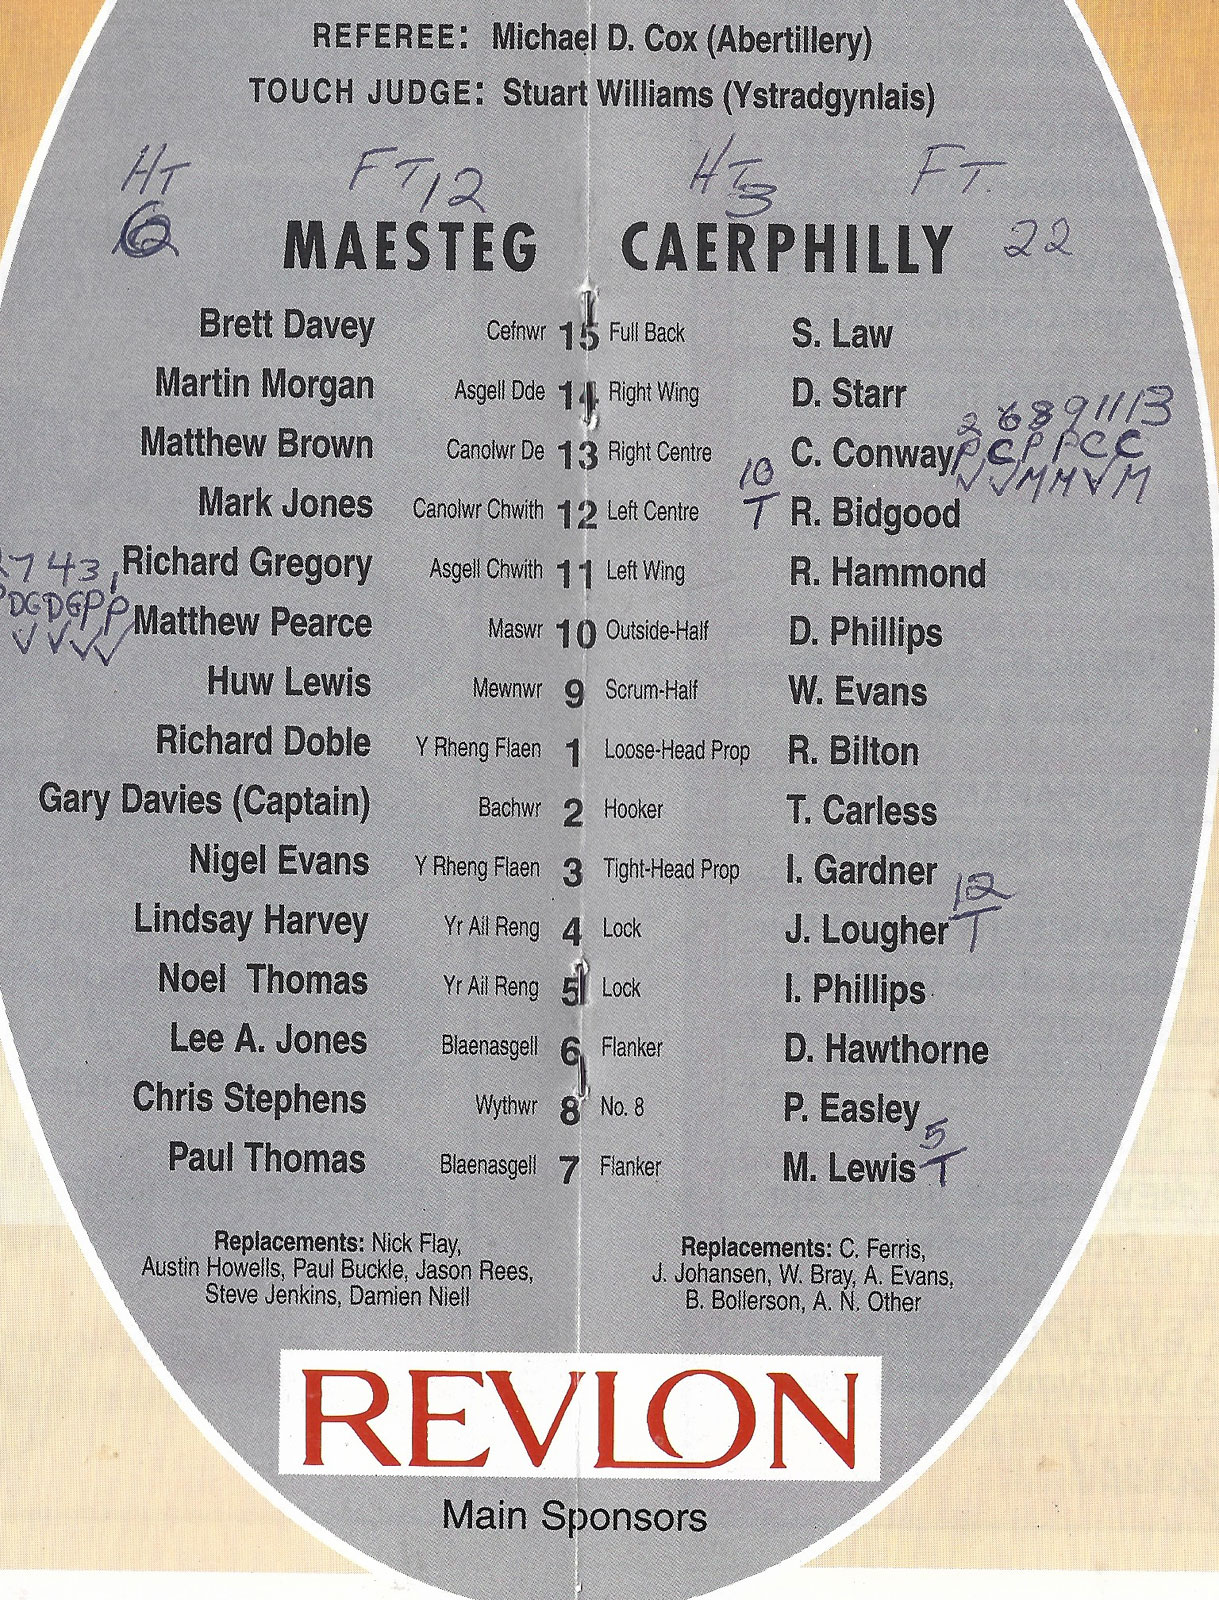 REFEREE: Michael D. Cox (Abertillery)
TOUCH JUDGE: Stuart Williams (Ystradgynlais)
HT FT 12 HT 3 FT.
6 MAESTEG CAERPHILLY 22
Brett Davey Cefnwr 15 Full Back S. Law
Martin Morgan Asgell Dde 14 Right Wing D. Starr
2 6 8 9 11 13
Matthew Brown Canolwr De 13 Right Centre C. Conway P C P P C C
10 ✓ ✓ M M ✓ M
Mark Jones Canolwr Chwith 12 Left Centre T R. Bidgood
7 4 3 1 Richard Gregory Asgell Chwith 11 Left Wing R. Hammond
P DG DG P P Matthew Pearce Maswr 10 Outside-Half D. Phillips
✓ ✓ ✓ ✓
Huw Lewis Mewnwr 9 Scrum-Half W. Evans
Richard Doble Y Rheng Flaen 1 Loose-Head Prop R. Bilton
Gary Davies (Captain) Bachwr 2 Hooker T. Carless
Nigel Evans Y Rheng Flaen 3 Tight-Head Prop I. Gardner
12
Lindsay Harvey Yr Ail Reng 4 Lock J. Lougher T
Noel Thomas Yr Ail Reng 5 Lock I. Phillips
Lee A. Jones Blaenasgell 6 Flanker D. Hawthorne
Chris Stephens Wythwr 8 No. 8 P. Easley
5
Paul Thomas Blaenasgell 7 Flanker M. Lewis T
Replacements: Nick Flay, 
Austin Howells, Paul Buckle, Jason Rees,
Steve Jenkins, Damien Niell
Replacements: C. Ferris,
J. Johansen, W. Bray, A. Evans,
B. Bollerson, A. N. Other
REVLON
Main Sponsors